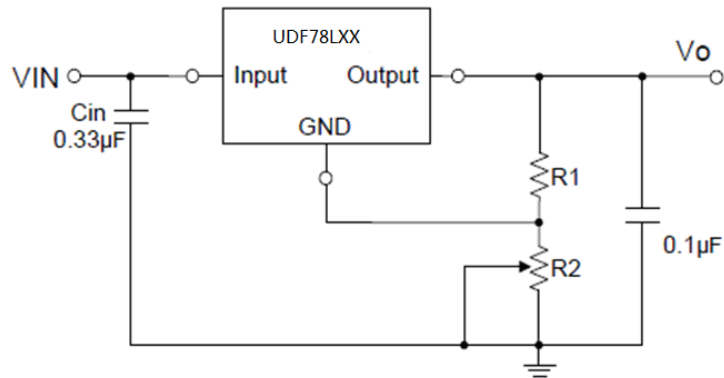 UDF78LXX
Vo
VIN
Input
Output
Cin
0.33µF
GND
R1
0.1µF
R2